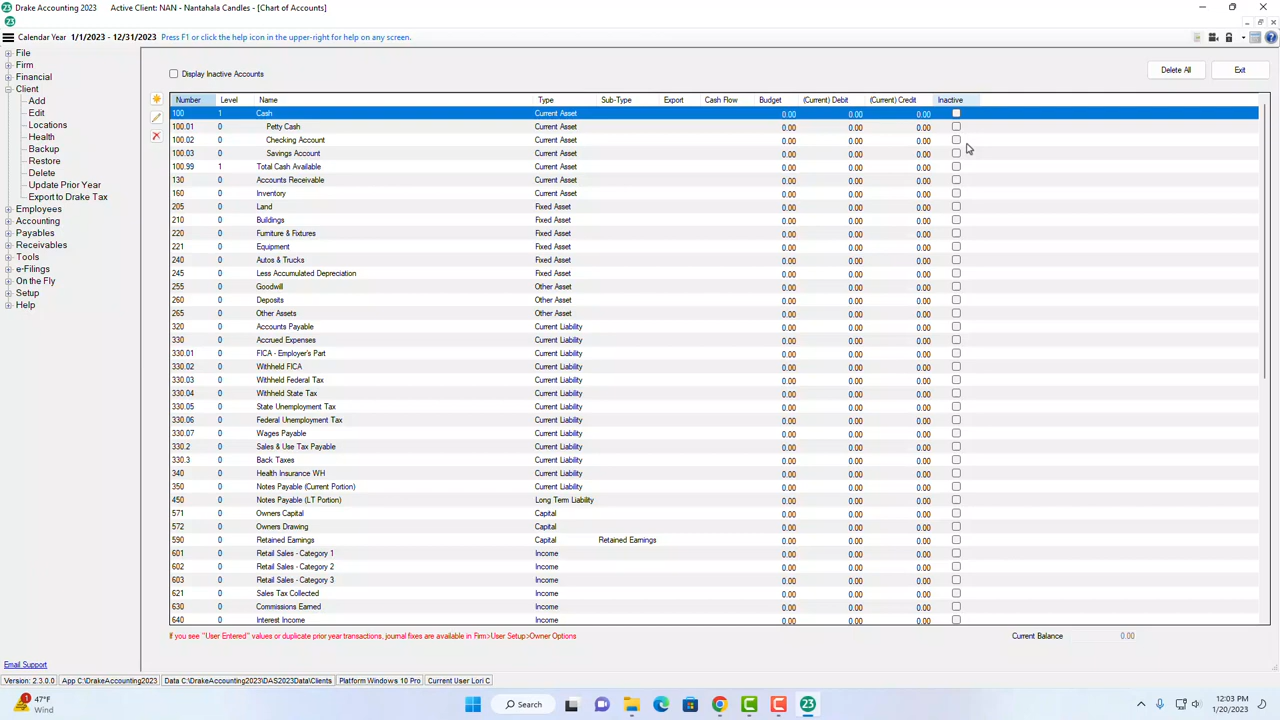 Drake Accounting 2023 Active Client: NAN - Nantahala Candles - [Chart of Accounts]
Calendar Year 1/1/2023 - 12/31/2023 Press F1 or click the help icon in the upper-right for help on any screen.
File
Firm
Financial
Client
Add
Edit
Locations
Health
Backup
Restore
Delete
Update Prior Year
Export to Drake Tax
Employees
Accounting
Payables
Receivables
Tools
e-Filings
On the Fly
Setup
Help
Email Support
Display Inactive Accounts Delete All Exit
Number Level Name Type Sub-Type Export Cash Flow Budget (Current) Debit (Current) Credit Inactive
100 1 Cash Current Asset 0.00 0.00 0.00
100.01 0 Petty Cash Current Asset 0.00 0.00 0.00
100.02 0 Checking Account Current Asset 0.00 0.00 0.00
100.03 0 Savings Account Current Asset 0.00 0.00 0.00
100.99 1 Total Cash Available Current Asset 0.00 0.00 0.00
130 0 Accounts Receivable Current Asset 0.00 0.00 0.00
160 0 Inventory Current Asset 0.00 0.00 0.00
205 0 Land Fixed Asset 0.00 0.00 0.00
210 0 Buildings Fixed Asset 0.00 0.00 0.00
220 0 Furniture & Fixtures Fixed Asset 0.00 0.00 0.00
221 0 Equipment Fixed Asset 0.00 0.00 0.00
240 0 Autos & Trucks Fixed Asset 0.00 0.00 0.00
245 0 Less Accumulated Depreciation Fixed Asset 0.00 0.00 0.00
255 0 Goodwill Other Asset 0.00 0.00 0.00
260 0 Deposits Other Asset 0.00 0.00 0.00
265 0 Other Assets Other Asset 0.00 0.00 0.00
320 0 Accounts Payable Current Liability 0.00 0.00 0.00
330 0 Accrued Expenses Current Liability 0.00 0.00 0.00
330.01 0 FICA - Employer's Part Current Liability 0.00 0.00 0.00
330.02 0 Withheld FICA Current Liability 0.00 0.00 0.00
330.03 0 Withheld Federal Tax Current Liability 0.00 0.00 0.00
330.04 0 Withheld State Tax Current Liability 0.00 0.00 0.00
330.05 0 State Unemployment Tax Current Liability 0.00 0.00 0.00
330.06 0 Federal Unemployment Tax Current Liability 0.00 0.00 0.00
330.07 0 Wages Payable Current Liability 0.00 0.00 0.00
330.2 0 Sales & Use Tax Payable Current Liability 0.00 0.00 0.00
330.3 0 Back Taxes Current Liability 0.00 0.00 0.00
340 0 Health Insurance WH Current Liability 0.00 0.00 0.00
350 0 Notes Payable (Current Portion) Current Liability 0.00 0.00 0.00
450 0 Notes Payable (LT Portion) Long Term Liability 0.00 0.00 0.00
571 0 Owners Capital Capital 0.00 0.00 0.00
572 0 Owners Drawing Capital 0.00 0.00 0.00
590 0 Retained Earnings Capital Retained Earnings 0.00 0.00 0.00
601 0 Retail Sales - Category 1 Income 0.00 0.00 0.00
602 0 Retail Sales - Category 2 Income 0.00 0.00 0.00
603 0 Retail Sales - Category 3 Income 0.00 0.00 0.00
621 0 Sales Tax Collected Income 0.00 0.00 0.00
630 0 Commissions Earned Income 0.00 0.00 0.00
640 0 Interest Income Income 0.00 0.00 0.00
If you see "User Entered" values or duplicate prior year transactions, journal fixes are available in Firm>User Setup>Owner Options Current Balance 0.00
Version: 2.3.0.0 App C:\DrakeAccounting2023 Data C:\DrakeAccounting2023\DAS2023Data\Clients Platform Windows 10 Pro Current User Lori C
1 47°F Search 23 12:03 PM
Wind 1/20/2023